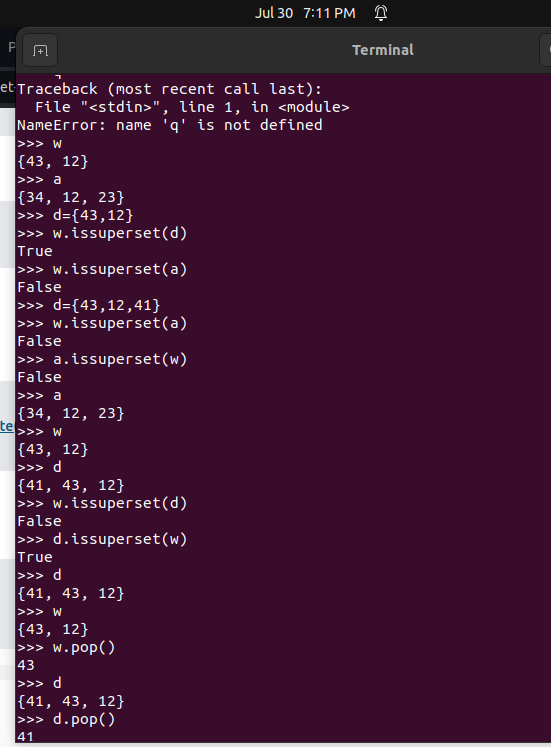 Jul 30 7:11 PM
Terminal
Traceback (most recent call last):
  File "<stdin>", line 1, in <module>
NameError: name 'q' is not defined
>>> w
{43, 12}
>>> a
{34, 12, 23}
>>> d={43,12}
>>> w.issuperset(d)
True
>>> w.issuperset(a)
False
>>> d={43,12,41}
>>> w.issuperset(a)
False
>>> a.issuperset(w)
False
>>> a
{34, 12, 23}
>>> w
{43, 12}
>>> d
{41, 43, 12}
>>> w.issuperset(d)
False
>>> d.issuperset(w)
True
>>> d
{41, 43, 12}
>>> w
{43, 12}
>>> w.pop()
43
>>> d
{41, 43, 12}
>>> d.pop()
41